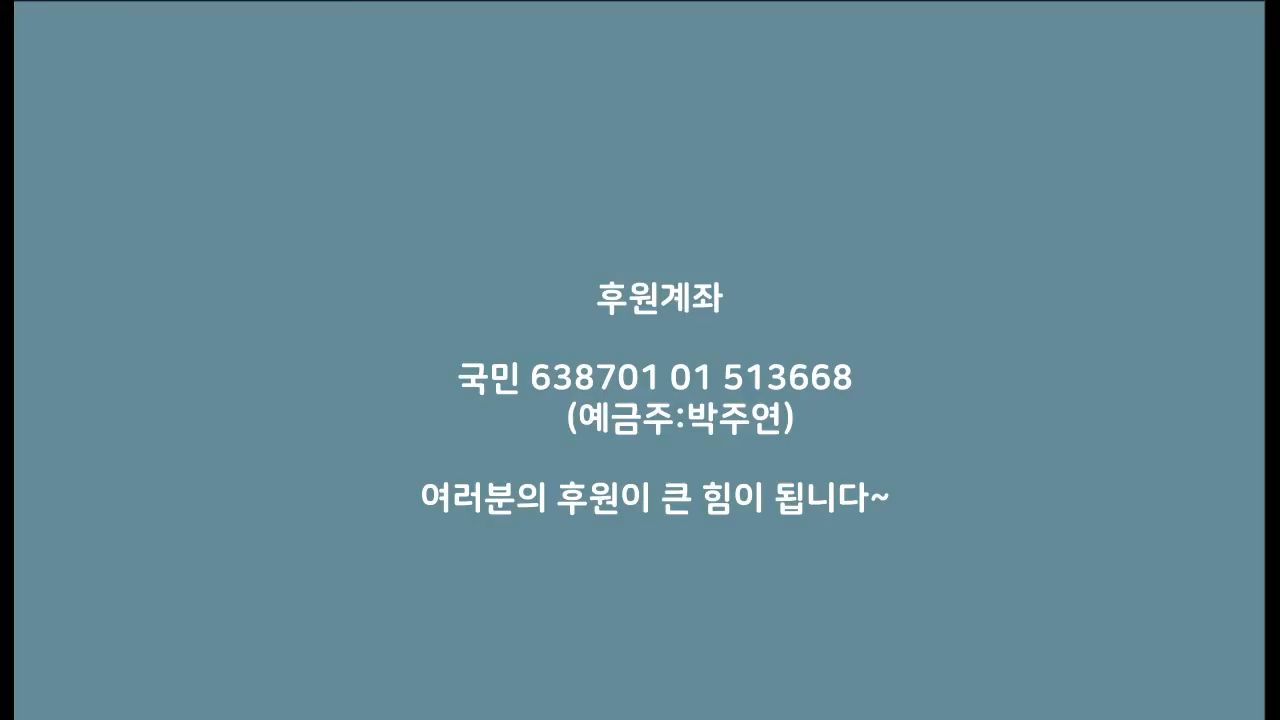 후원계좌
국민 638701 01 513668
(예금주:박주연)
여러분의 후원이 큰 힘이 됩니다~